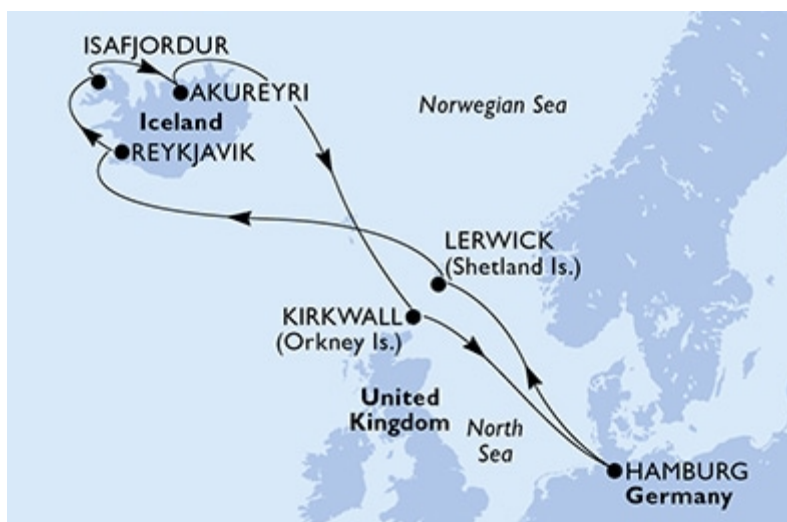 ISAFJORDUR
AKUREYRI
Iceland
REYKJAVIK
Norwegian Sea
LERWICK
(Shetland Is.)
KIRKWALL
(Orkney Is.)
United
Kingdom
North
Sea
HAMBURG
Germany